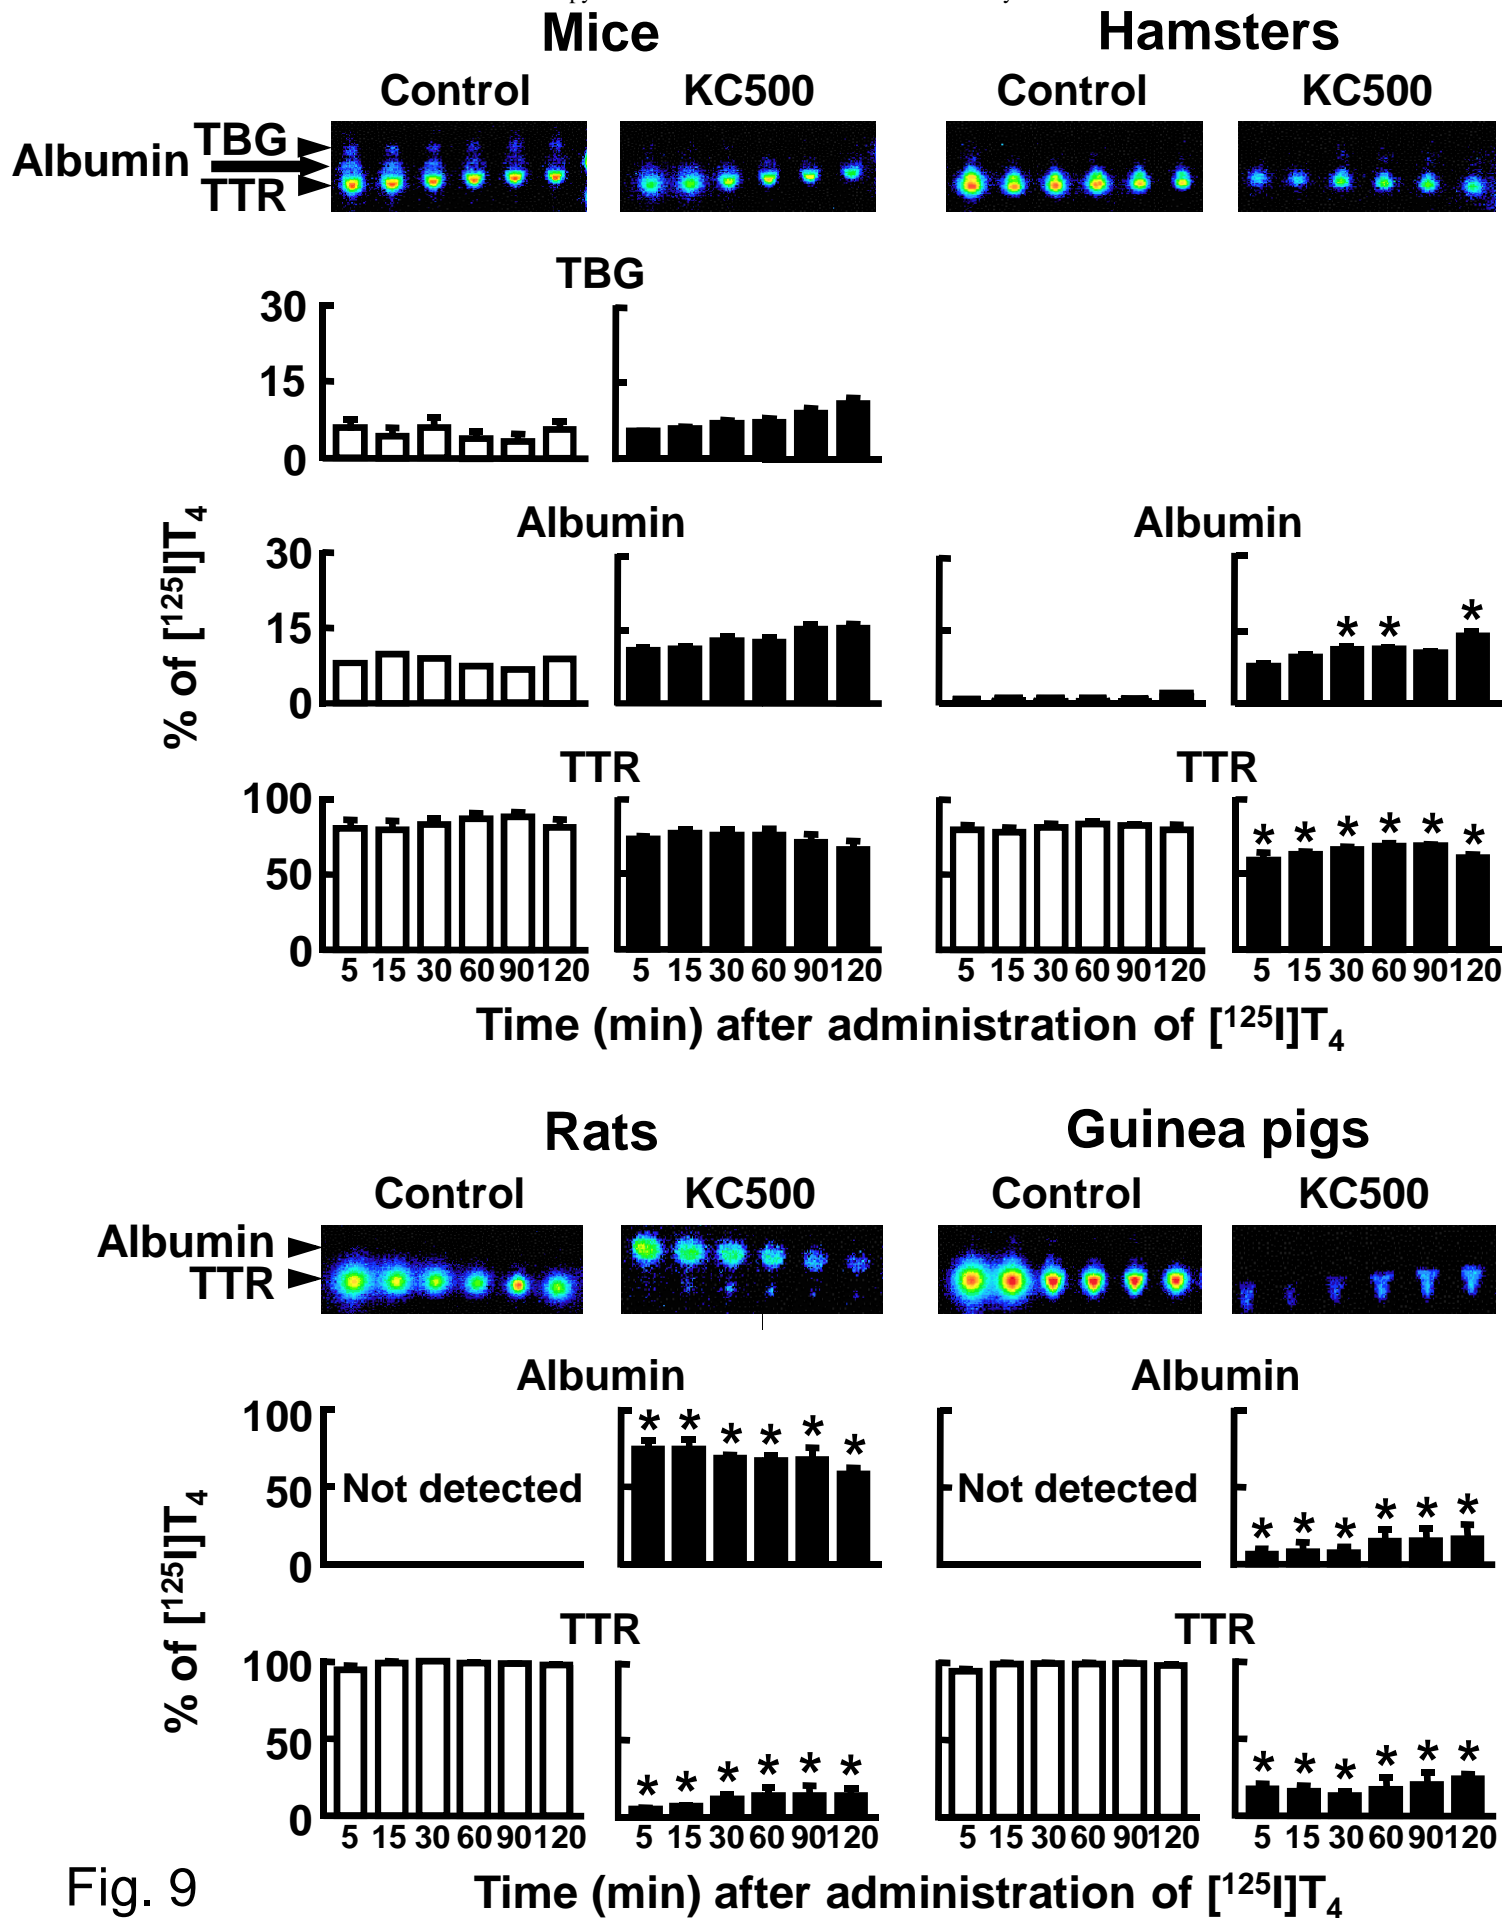 Mice Hamsters
Control KC500 Control KC500
Albumin TBG
TTR
TBG
30
15
0
% of [¹²⁵I]T₄
Albumin Albumin
30
15
0
TTR TTR
100
50
0
5 15 30 60 90 120 5 15 30 60 90 120 5 15 30 60 90 120 5 15 30 60 90 120
Time (min) after administration of [¹²⁵I]T₄
Rats Guinea pigs
Control KC500 Control KC500
Albumin
TTR
Albumin Albumin
100
50
0
* * * * * *
Not detected Not detected
% of [¹²⁵I]T₄
TTR TTR
100
50
0
5 15 30 60 90 120 5 15 30 60 90 120 5 15 30 60 90 120 5 15 30 60 90 120
Fig. 9 Time (min) after administration of [¹²⁵I]T₄